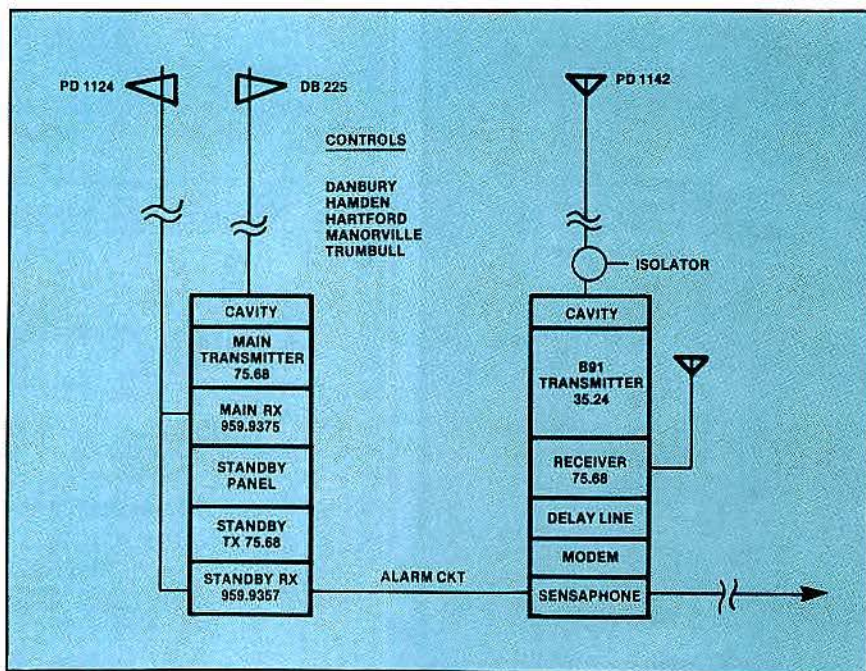 PD 1124
DB 225
PD 1142
CONTROLS
DANBURY
HAMDEN
HARTFORD
MANORVILLE
TRUMBULL
ISOLATOR
CAVITY
MAIN
TRANSMITTER
75.68
MAIN RX
959.9375
STANDBY
PANEL
STANDBY
TX 75.68
STANDBY RX
959.9357
ALARM CKT
CAVITY
B91
TRANSMITTER
35.24
RECEIVER
75.68
DELAY LINE
MODEM
SENSAPHONE